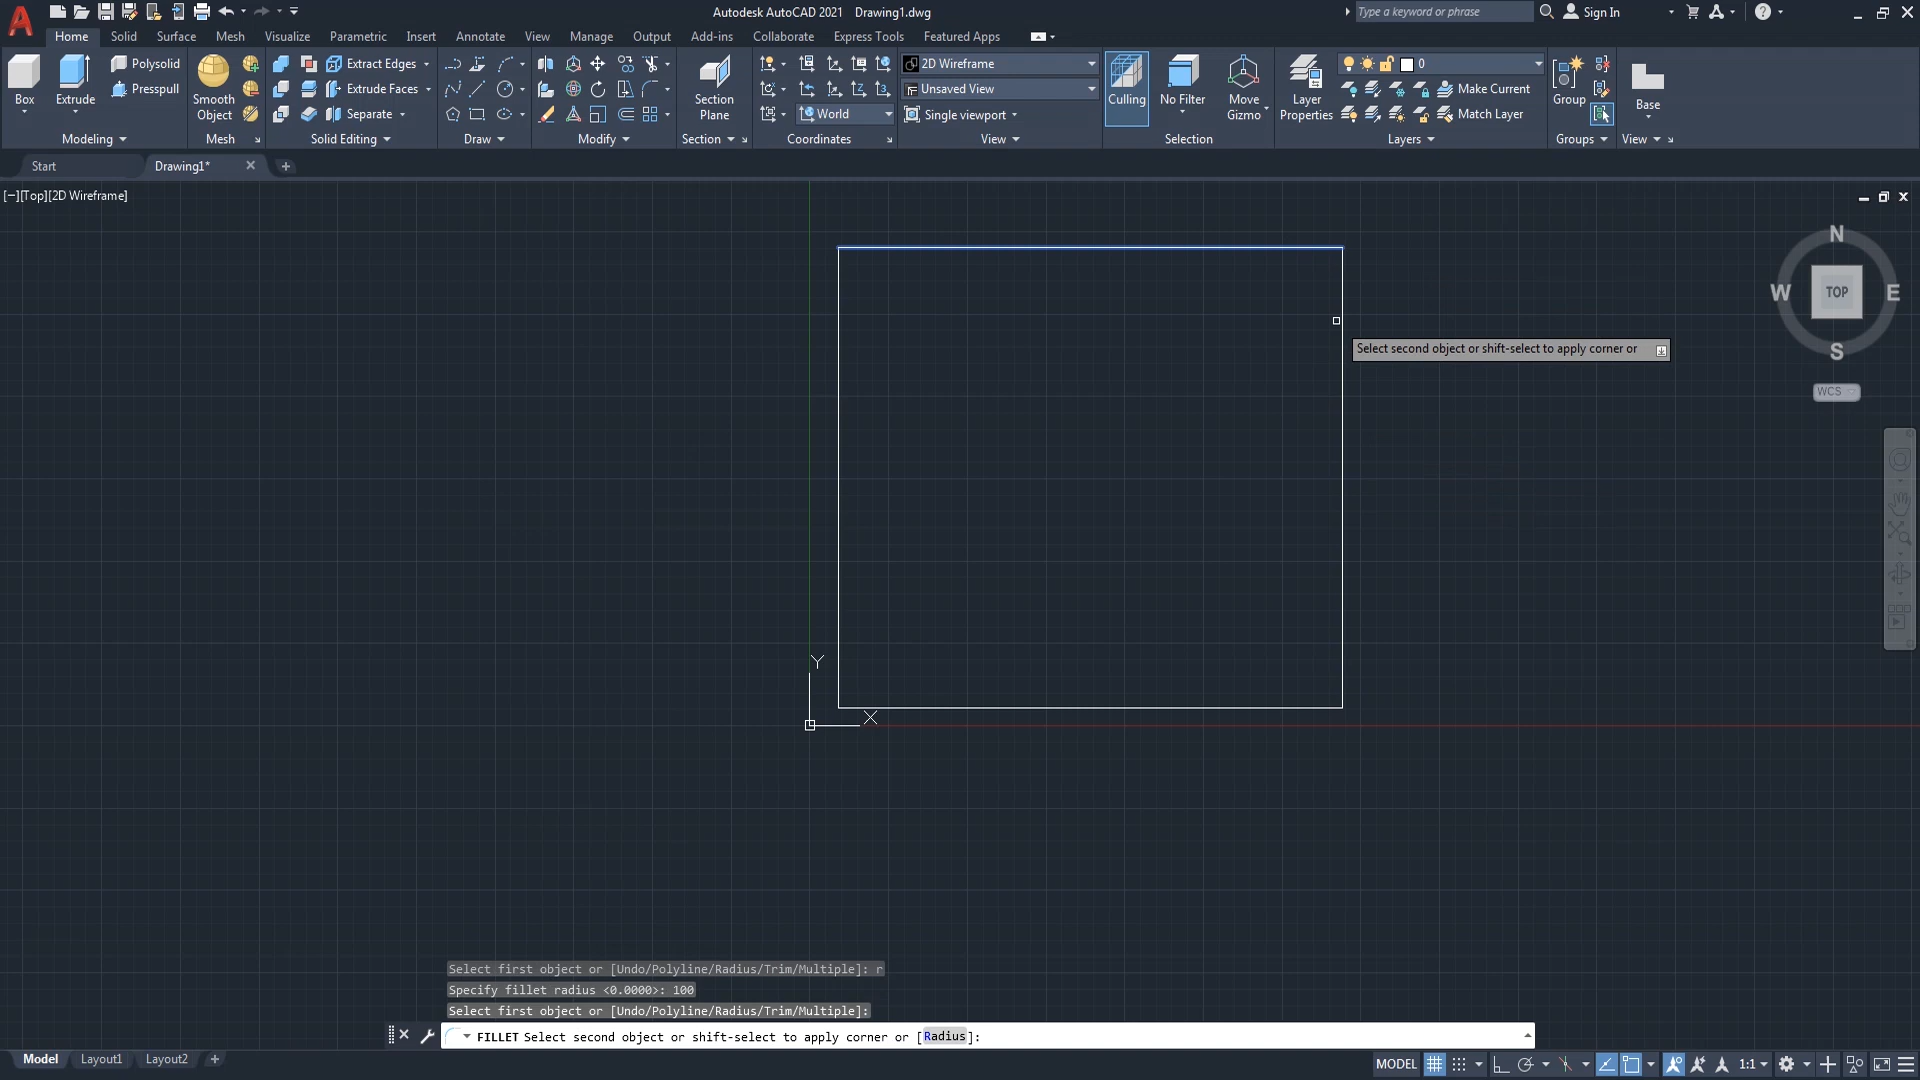 Autodesk AutoCAD 2021 Drawing1.dwg
Type a keyword or phrase
Sign In
Home Solid Surface Mesh Visualize Parametric Insert Annotate View Manage Output Add-ins Collaborate Express Tools Featured Apps
Box
Extrude
Polysolid
Presspull
Modeling
Smooth
Object
Mesh
Extract Edges
Extrude Faces
Separate
Solid Editing
Draw
Modify
Section
Plane
Section
World
Coordinates
2D Wireframe
Unsaved View
Single viewport
View
Culling
No Filter
Move
Gizmo
Selection
Layer
Properties
0
Make Current
Match Layer
Layers
Group
Groups
Base
View
Start
Drawing1*
[−][Top][2D Wireframe]
N
W
TOP
E
S
WCS
Select second object or shift-select to apply corner or
Y
X
Select first object or [Undo/Polyline/Radius/Trim/Multiple]: r
Specify fillet radius <0.0000>: 100
Select first object or [Undo/Polyline/Radius/Trim/Multiple]:
FILLET Select second object or shift-select to apply corner or [Radius]:
Model Layout1 Layout2
MODEL
1:1